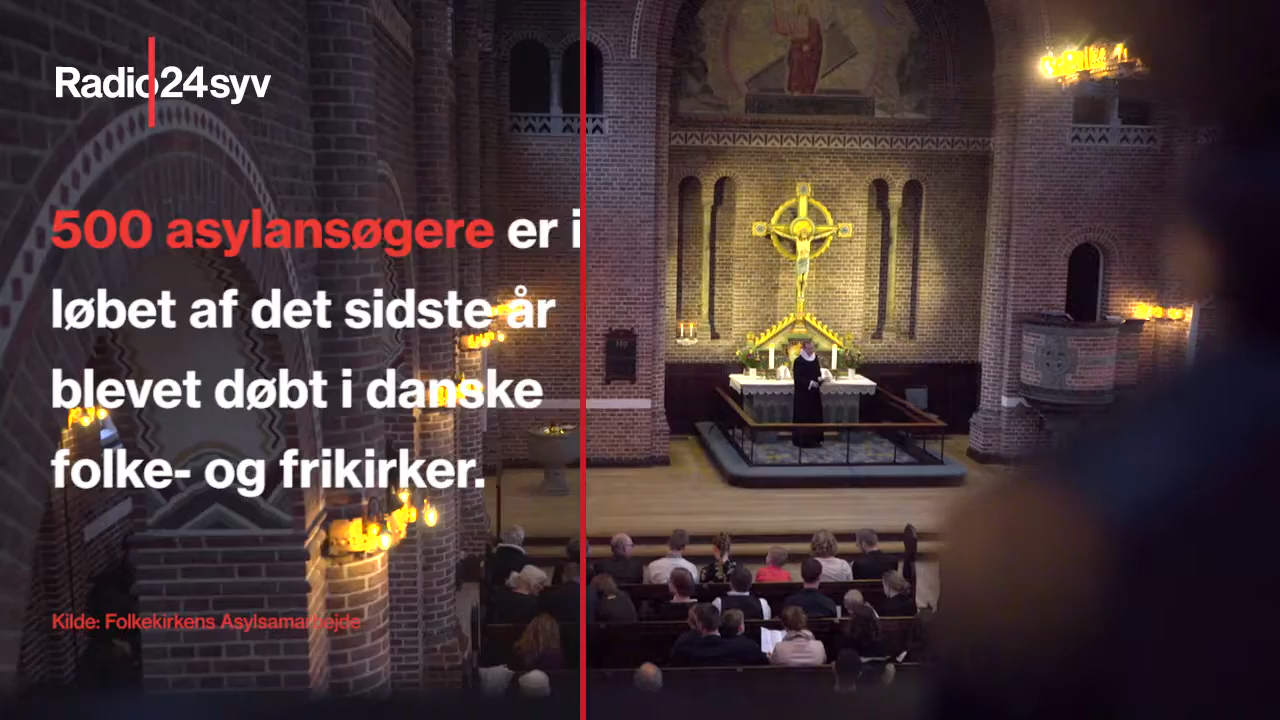 Radio24syv
500 asylansøgere er i
løbet af det sidste år
blevet døbt i danske
folke- og frikirker.
Kilde: Folkekirkens Asylsamarbejde